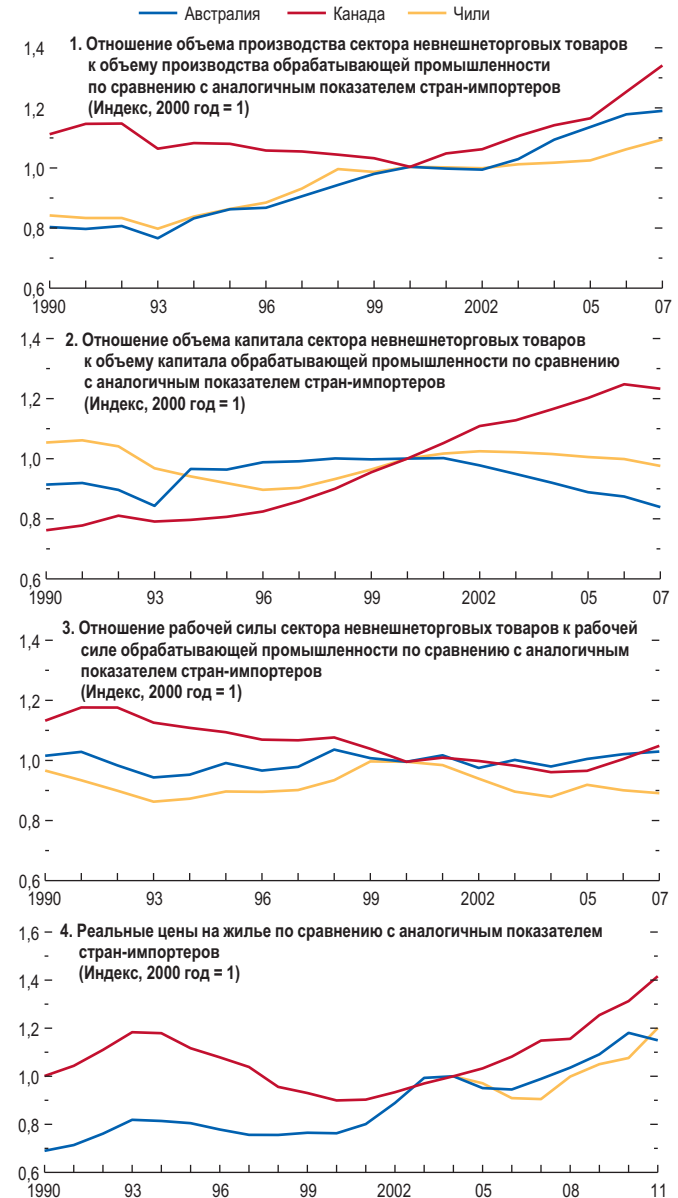 Австралия Канада Чили
1. Отношение объема производства сектора невнешнеторговых товаров
к объему производства обрабатывающей промышленности
по сравнению с аналогичным показателем стран-импортеров
(Индекс, 2000 год = 1)
1,4
1,2
1,0
0,8
0,6
1990 93 96 99 2002 05 07
2. Отношение объема капитала сектора невнешнеторговых товаров
к объему капитала обрабатывающей промышленности по сравнению
с аналогичным показателем стран-импортеров
(Индекс, 2000 год = 1)
1,4
1,2
1,0
0,8
0,6
1990 93 96 99 2002 05 07
3. Отношение рабочей силы сектора невнешнеторговых товаров к рабочей
силе обрабатывающей промышленности по сравнению с аналогичным
показателем стран-импортеров
(Индекс, 2000 год = 1)
1,4
1,2
1,0
0,8
0,6
1990 93 96 99 2002 05 07
4. Реальные цены на жилье по сравнению с аналогичным показателем
стран-импортеров
(Индекс, 2000 год = 1)
1,6
1,4
1,2
1,0
0,8
0,6
1990 93 96 99 2002 05 08 11